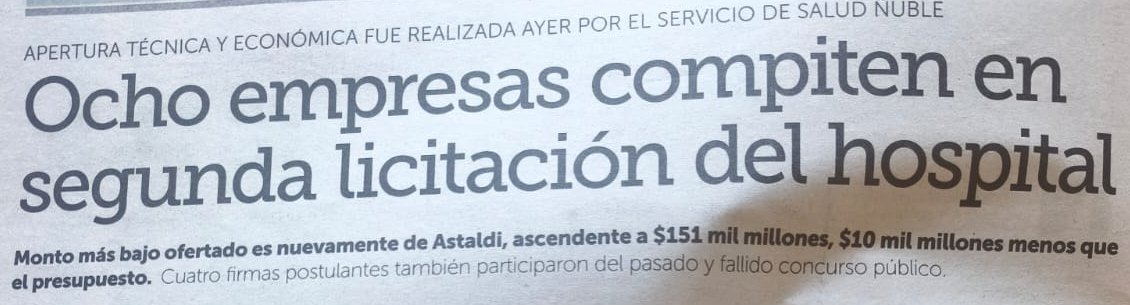 APERTURA TÉCNICA Y ECONÓMICA FUE REALIZADA AYER POR EL SERVICIO DE SALUD ÑUBLE
Ocho empresas compiten en
segunda licitación del hospital
Monto más bajo ofertado es nuevamente de Astaldi, ascendente a $151 mil millones, $10 mil millones menos que
el presupuesto. Cuatro firmas postulantes también participaron del pasado y fallido concurso público.